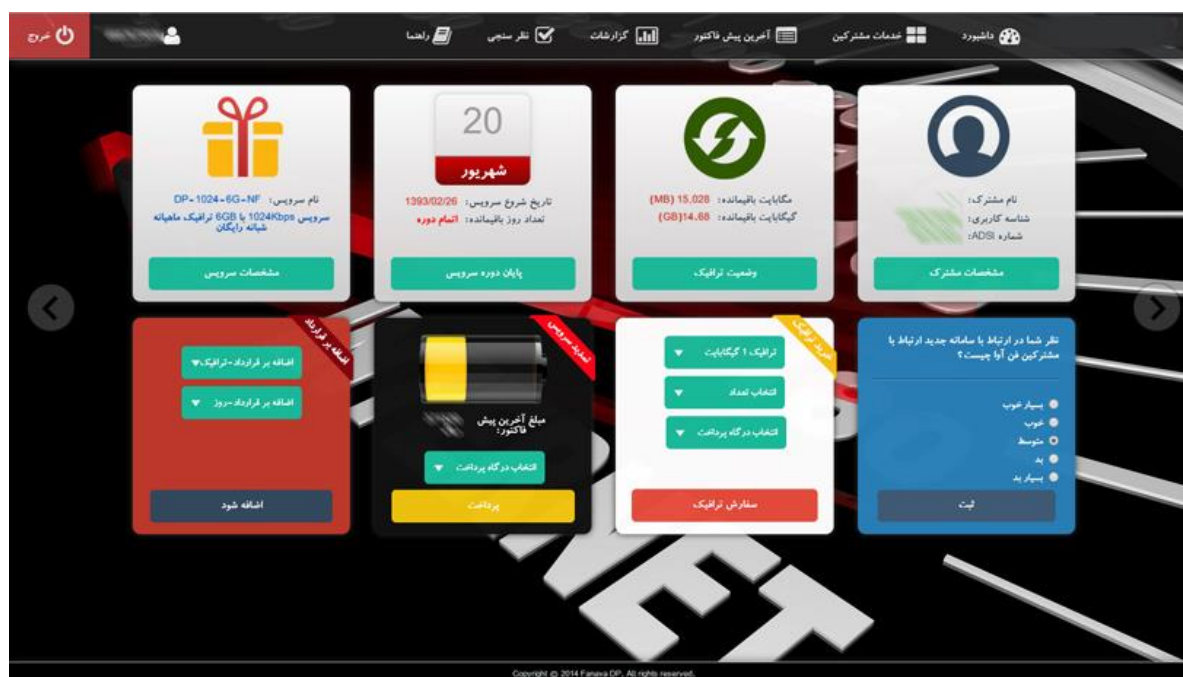 داشبورد
خدمات مشترکین
آخرین پیش فاکتور
گزارشات
نظر سنجی
راهنما
خروج
نام مشترک:
شناسه کاربری:
شماره ADSl:
مشخصات مشترک
مگابایت باقیمانده: 15,028 (MB)
گیگابایت باقیمانده: 14.68(GB)
وضعیت ترافیک
20
شهریور
تاریخ شروع سرویس: 1393/02/26
تعداد روز باقیمانده: اتمام دوره
پایان دوره سرویس
نام سرویس: DP-1024-6G-NF
سرویس 1024Kbps با 6GB ترافیک ماهیانه
شبانه رایگان
مشخصات سرویس
نظر شما در ارتباط با سامانه جدید ارتباط با
مشترکین فن آوا چیست؟
بسیار خوب
خوب
متوسط
بد
بسیار بد
ثبت
خرید ترافیک
ترافیک 1 گیگابایت
انتخاب تعداد
انتخاب درگاه پرداخت
سفارش ترافیک
تمدید سرویس
مبلغ آخرین پیش
فاکتور:
انتخاب درگاه پرداخت
پرداخت
اضافه بر قرارداد
اضافه بر قرارداد-ترافیک
اضافه بر قرارداد-روز
اضافه شود
NET
Copyright © 2014 Fanava DP. All rights reserved.